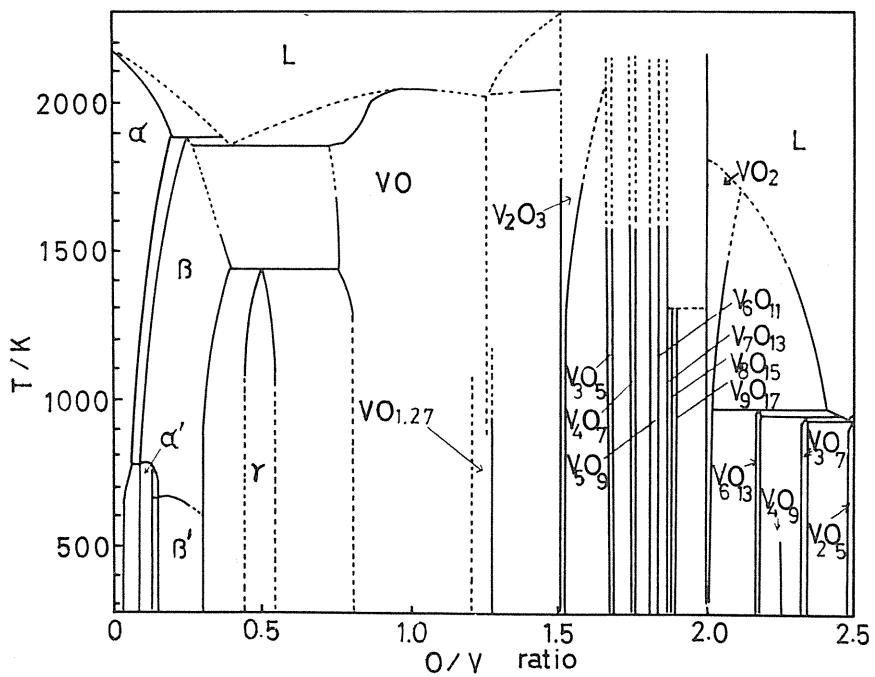 L
2000
α
VO
VO2
L
V2O3
1500
β
T/K
V6O11
V7O13
V8O15
V9O17
V3O5
V4O7
V5O9
1000
VO1.27
α'
γ
V3O7
V6O13
V4O9
V2O5
500
β'
0
0.5
1.0
1.5
2.0
2.5
O/V ratio